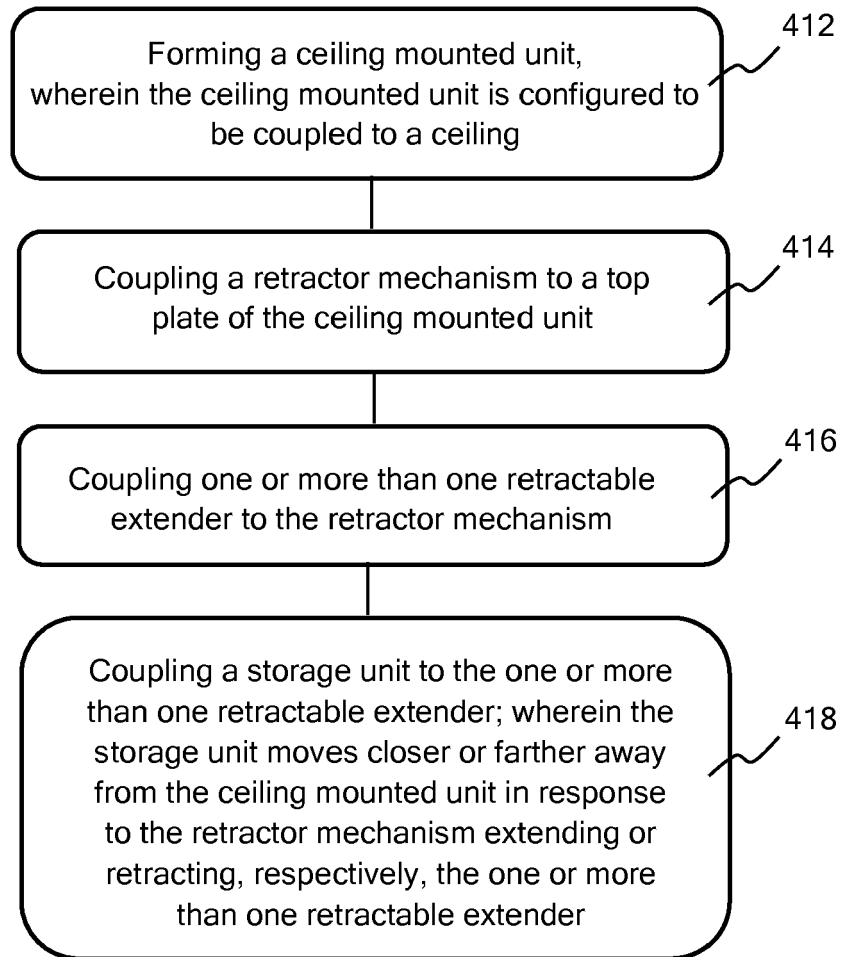 412
Forming a ceiling mounted unit,
wherein the ceiling mounted unit is configured to
be coupled to a ceiling
414
Coupling a retractor mechanism to a top
plate of the ceiling mounted unit
416
Coupling one or more than one retractable
extender to the retractor mechanism
418
Coupling a storage unit to the one or more
than one retractable extender; wherein the
storage unit moves closer or farther away
from the ceiling mounted unit in response
to the retractor mechanism extending or
retracting, respectively, the one or more
than one retractable extender